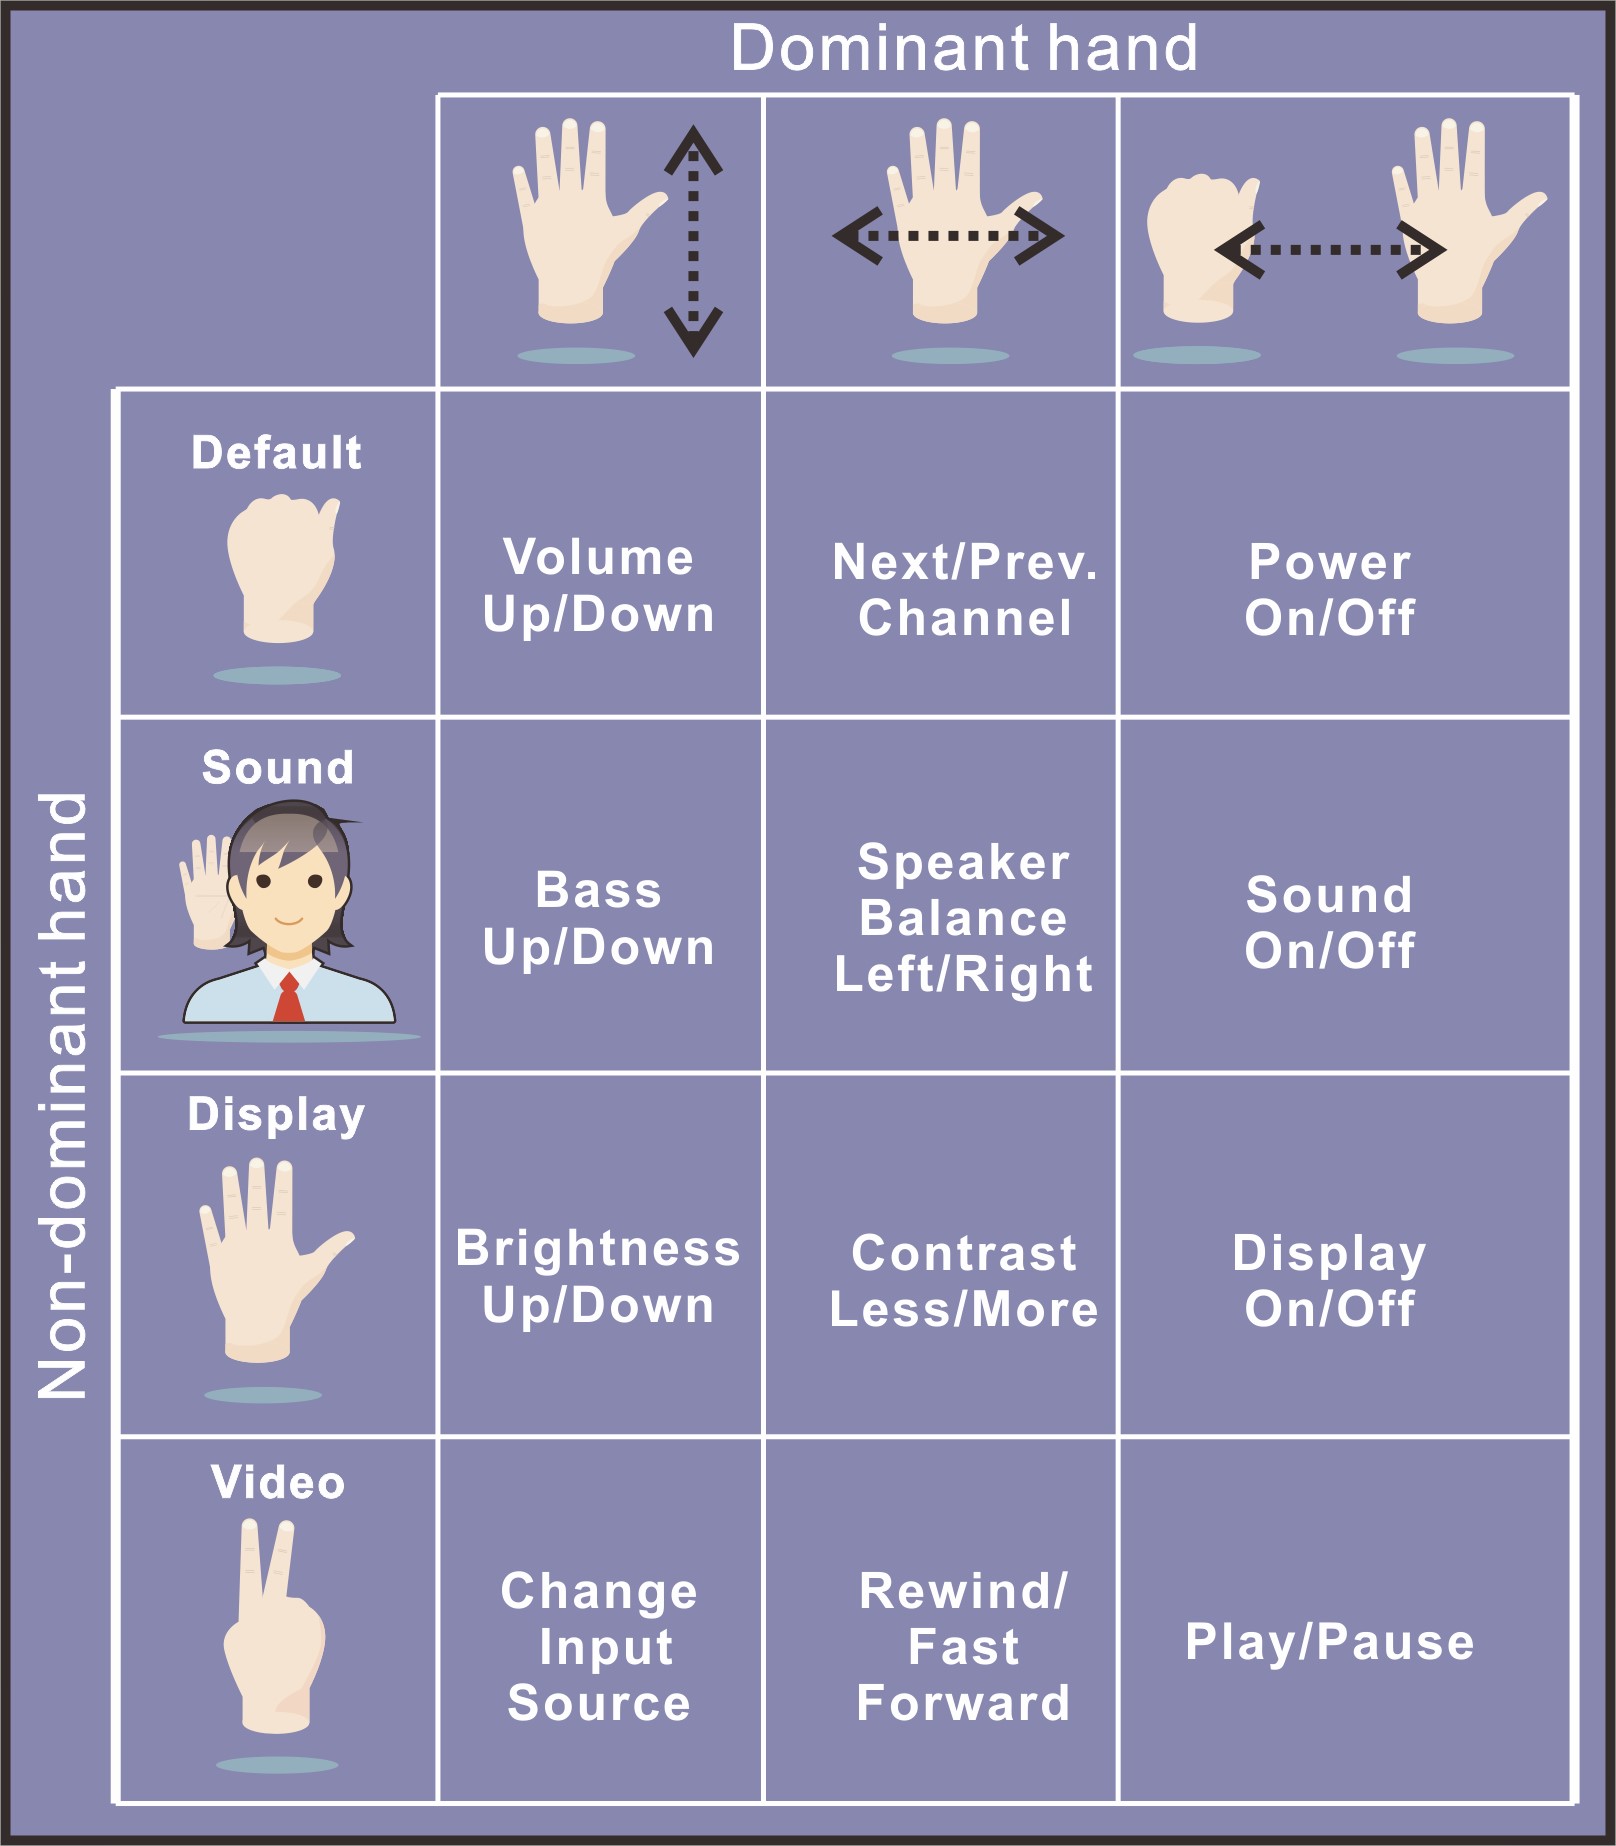 Dominant hand
Non-dominant hand
Default
Volume
Up/Down
Next/Prev.
Channel
Power
On/Off
Sound
Bass
Up/Down
Speaker
Balance
Left/Right
Sound
On/Off
Display
Brightness
Up/Down
Contrast
Less/More
Display
On/Off
Video
Change
Input
Source
Rewind/
Fast
Forward
Play/Pause